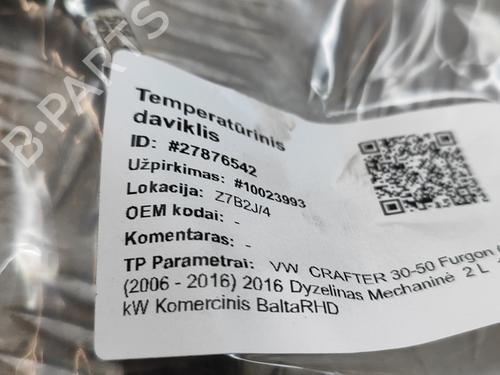 B-PARTS
Temperatūrinis
daviklis
ID: #27876542
Užpirkimas: #10023993
Lokacija: Z7B2J/4
OEM kodai: -
Komentaras: -
TP Parametrai: VW CRAFTER 30-50 Furgon
(2006 - 2016) 2016 Dyzelinas Mechaninė 2 L
kW Komercinis BaltaRHD